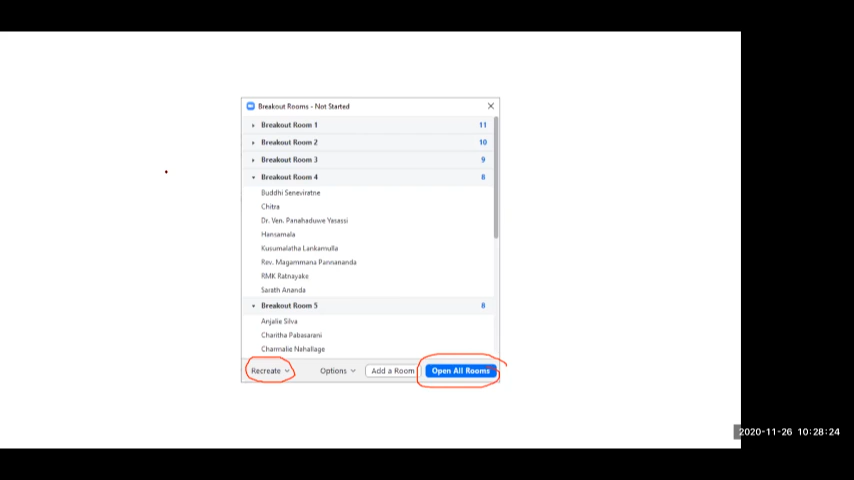 Breakout Rooms - Not Started
Breakout Room 1 11
Breakout Room 2 10
Breakout Room 3 9
Breakout Room 4 8
Buddhi Seneviratne
Chitra
Dr. Ven. Panahaduwe Yasassi
Hansamala
Kusumalatha Lankamulla
Rev. Magammana Pannananda
RMK Ratnayake
Sarath Ananda
Breakout Room 5 8
Anjalie Silva
Charitha Pabasarani
Charmalie Nahallage
Recreate Options Add a Room Open All Rooms
2020-11-26 10:28:24